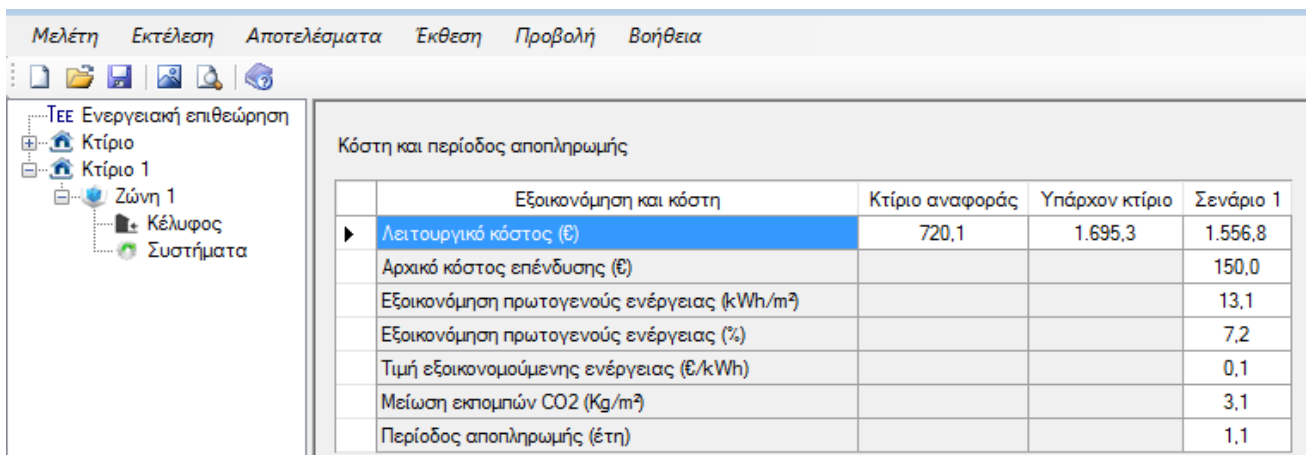 Μελέτη Εκτέλεση Αποτελέσματα Έκθεση Προβολή Βοήθεια
ΤΕΕ Ενεργειακή επιθεώρηση
Κτίριο
Κτίριο 1
Ζώνη 1
Κέλυφος
Συστήματα
Κόστη και περίοδος αποπληρωμής
Εξοικονόμηση και κόστη Κτίριο αναφοράς Υπάρχον κτίριο Σενάριο 1
Λειτουργικό κόστος (€) 720,1 1.695,3 1.556,8
Αρχικό κόστος επένδυσης (€) 150,0
Εξοικονόμηση πρωτογενούς ενέργειας (kWh/m²) 13,1
Εξοικονόμηση πρωτογενούς ενέργειας (%) 7,2
Τιμή εξοικονομούμενης ενέργειας (€/kWh) 0,1
Μείωση εκπομπών CO2 (Kg/m²) 3,1
Περίοδος αποπληρωμής (έτη) 1,1